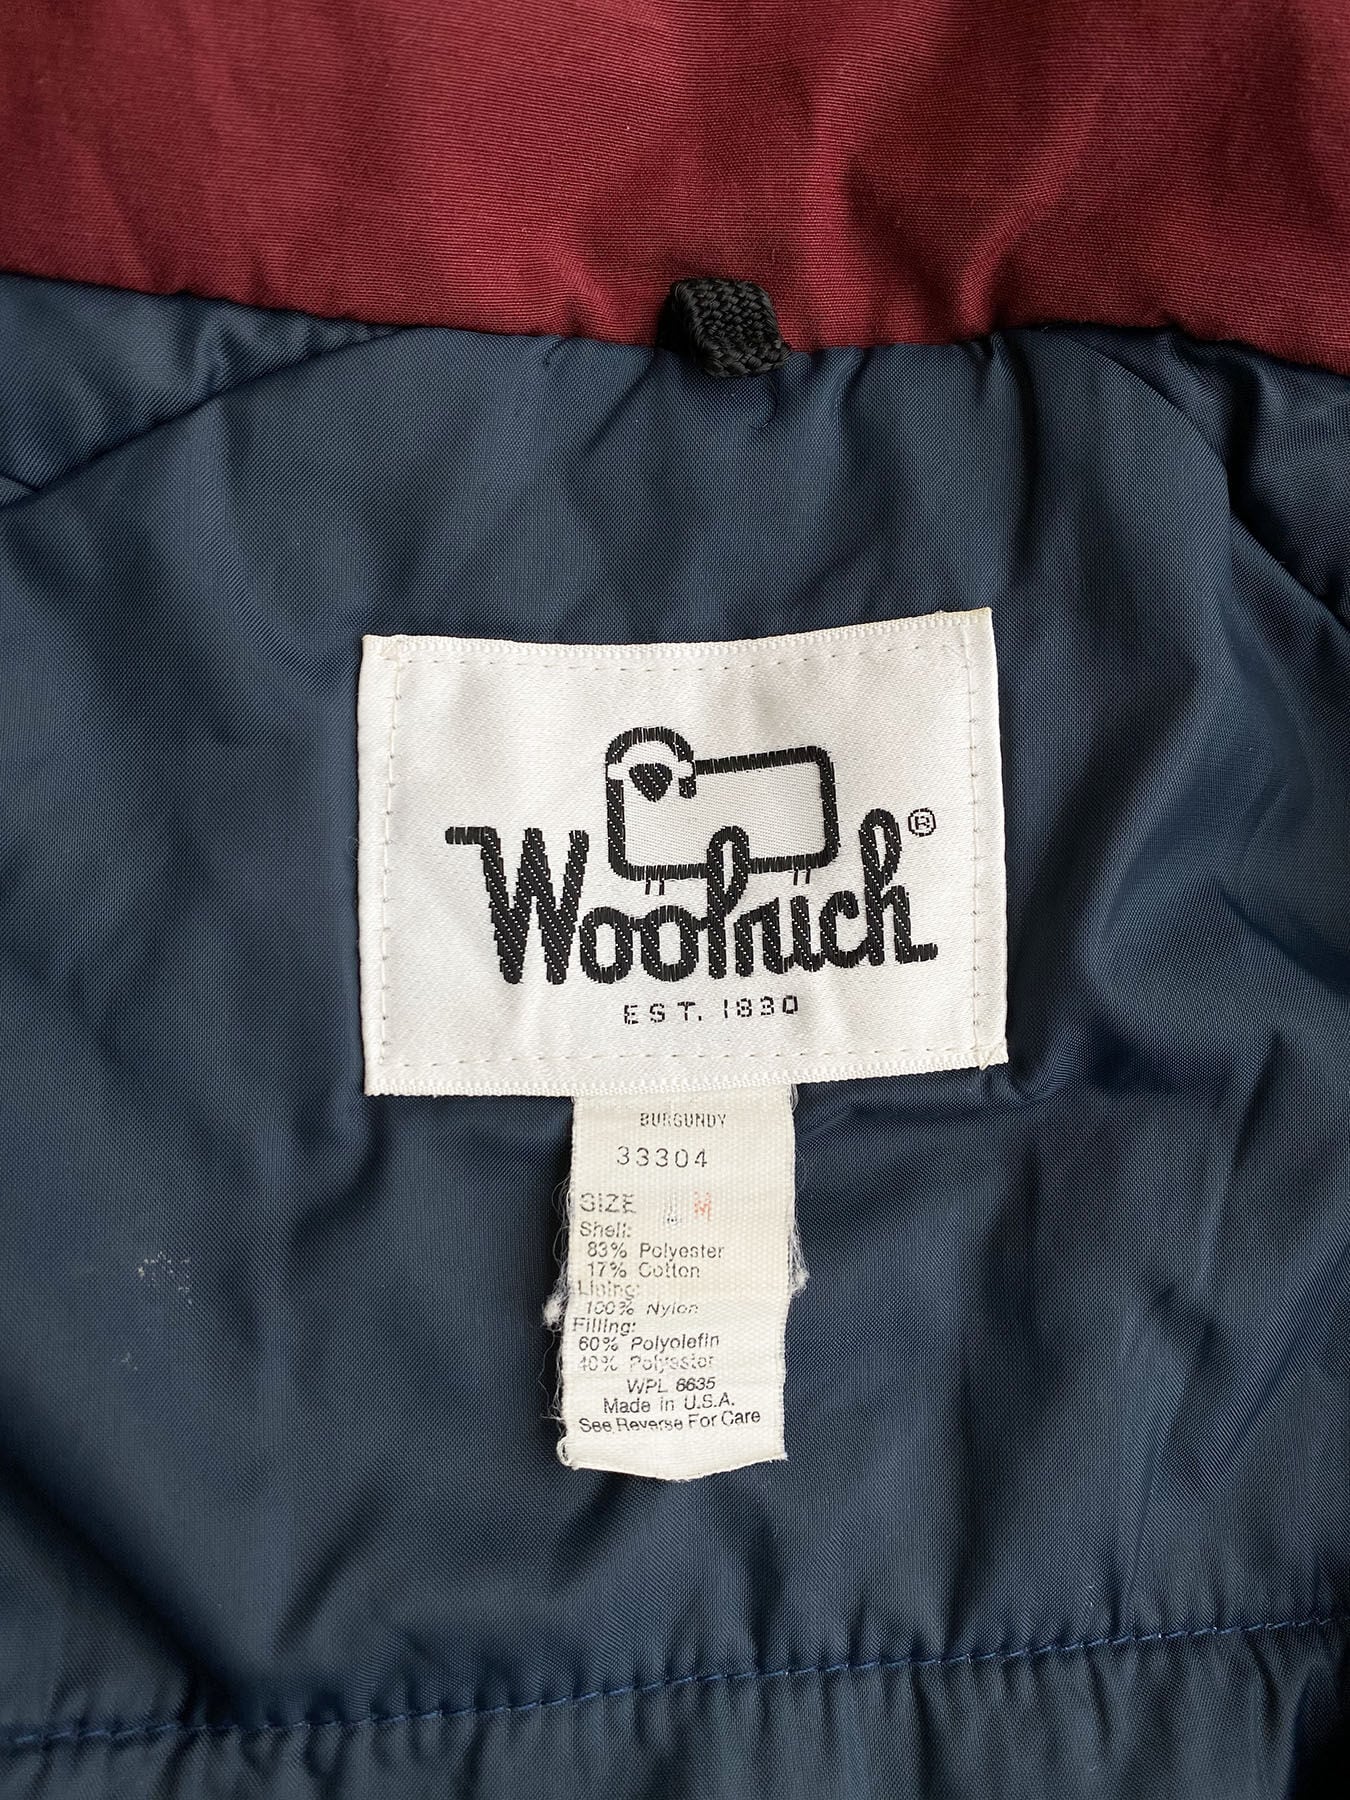 Woolrich®
EST. 1830
BURGUNDY
33304
SIZE M
Shell:
83% Polyester
17% Cotton
Lining:
100% Nylon
Filling:
60% Polyolefin
40% Polyester
WPL 6635
Made in U.S.A.
See Reverse For Care